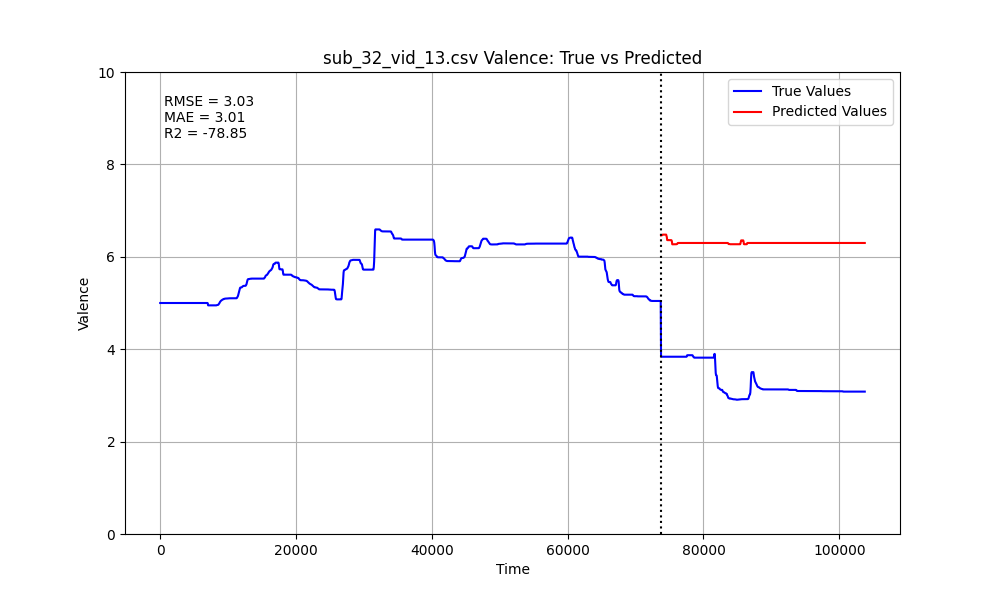 sub_32_vid_13.csv Valence: True vs Predicted
RMSE = 3.03
MAE = 3.01
R2 = -78.85
True Values
Predicted Values
Valence
10
8
6
4
2
0
0 20000 40000 60000 80000 100000
Time